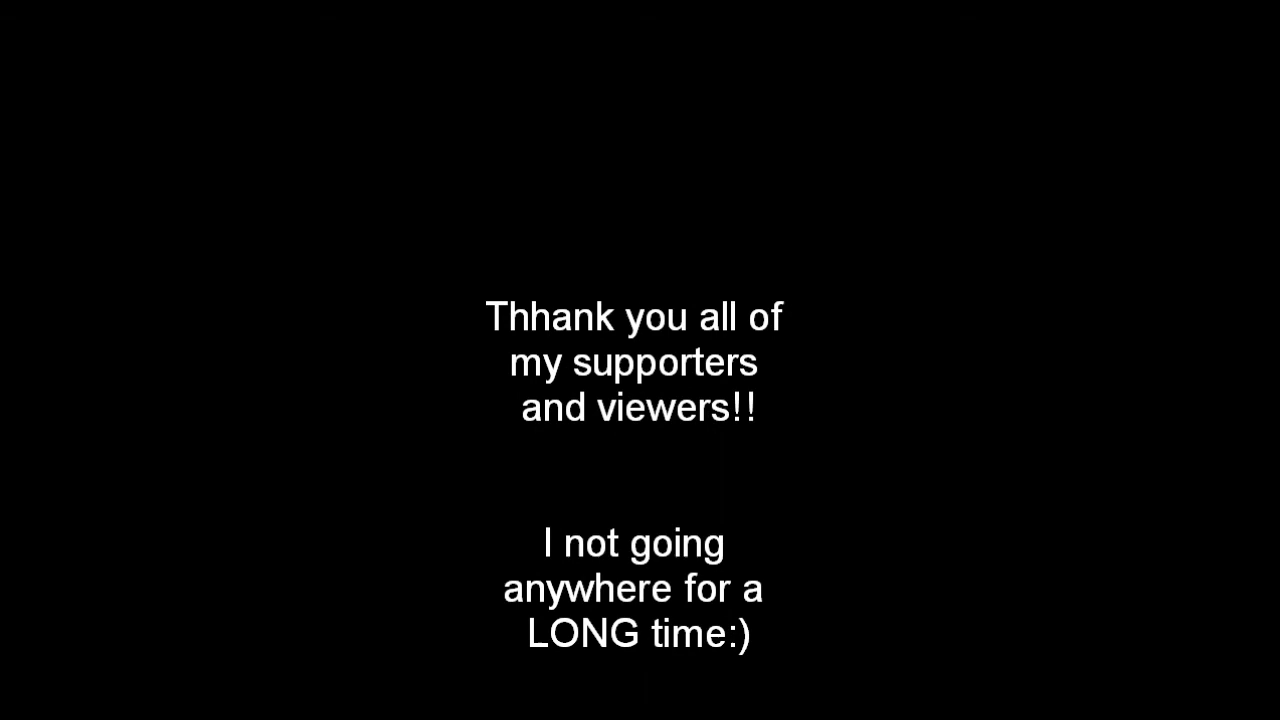 Thhank you all of
my supporters
and viewers!!
I not going
anywhere for a
LONG time:)